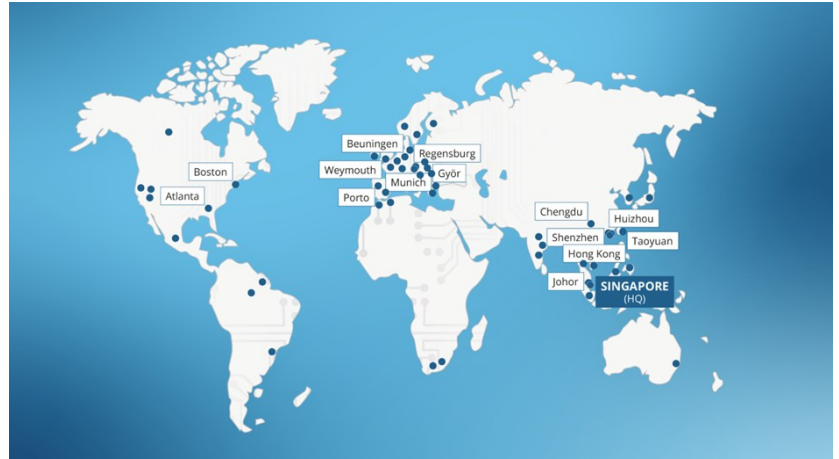 Boston
Atlanta
Beuningen
Regensburg
Weymouth
Munich
Györ
Porto
Chengdu
Huizhou
Shenzhen
Taoyuan
Hong Kong
Johor
SINGAPORE
(HQ)